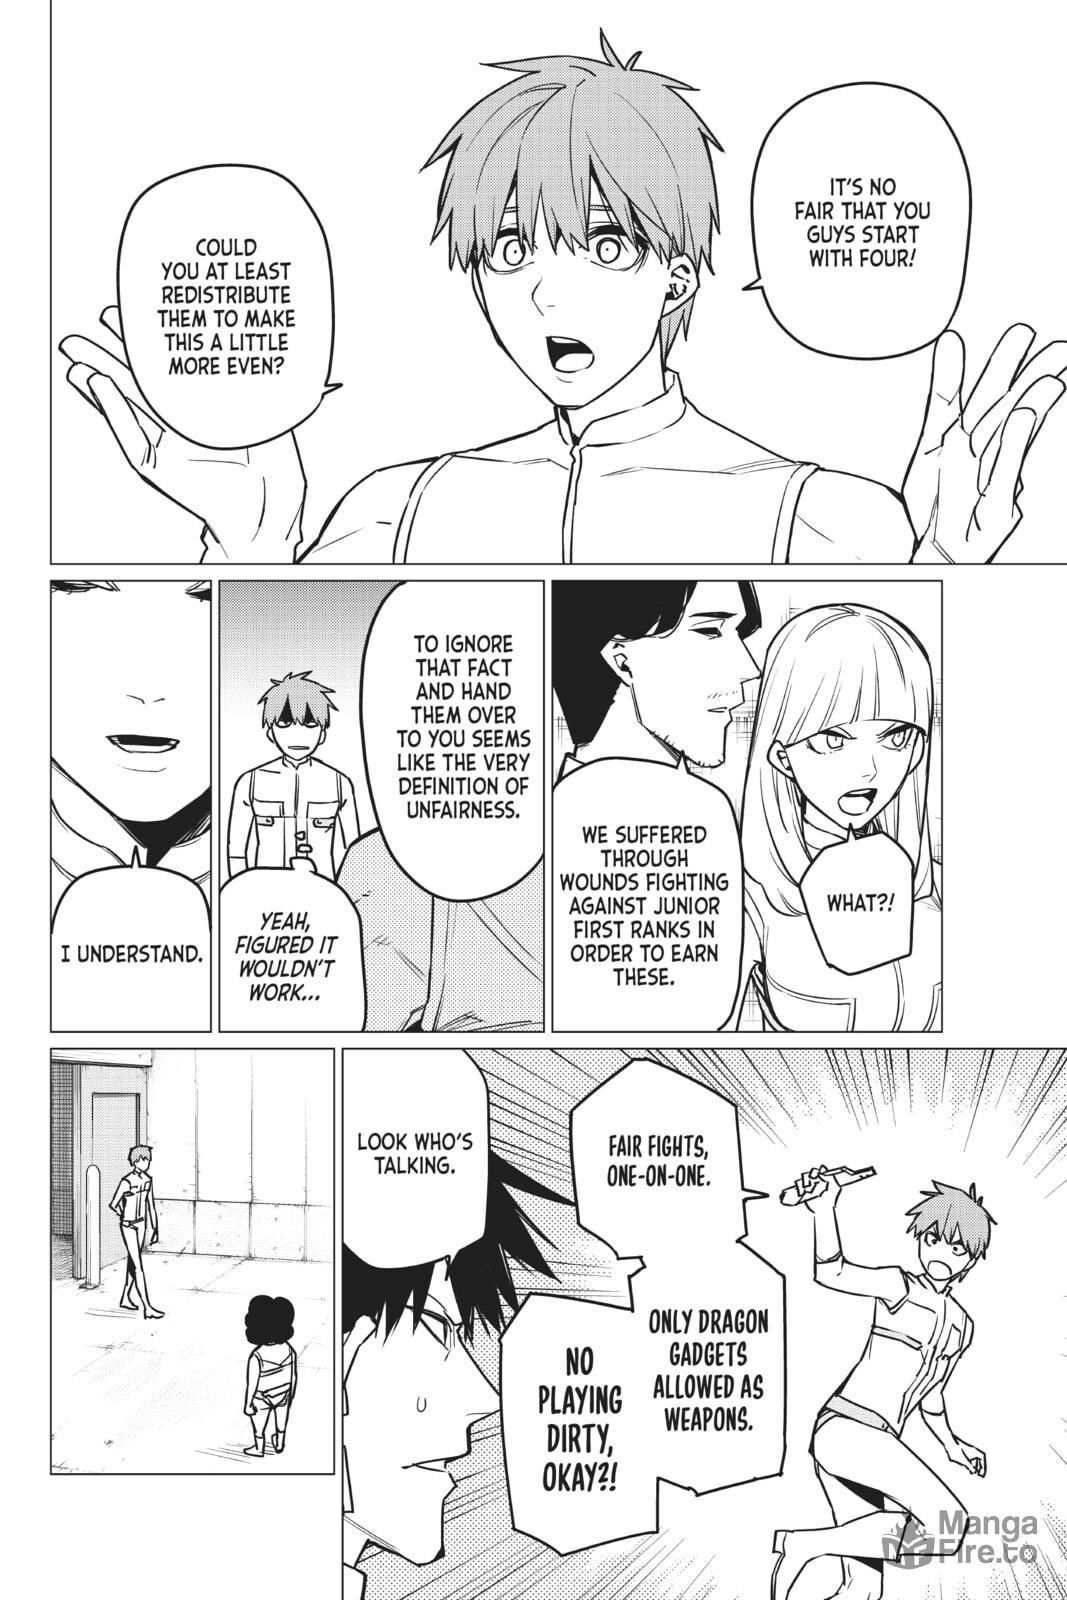 IT'S NO
FAIR THAT YOU
GUYS START
WITH FOUR!
COULD
YOU AT LEAST
REDISTRIBUTE
THEM TO MAKE
THIS A LITTLE
MORE EVEN?
WHAT?!
WE SUFFERED
THROUGH
WOUNDS FIGHTING
AGAINST JUNIOR
FIRST RANKS IN
ORDER TO EARN
THESE.
TO IGNORE
THAT FACT
AND HAND
THEM OVER
TO YOU SEEMS
LIKE THE VERY
DEFINITION OF
UNFAIRNESS.
YEAH,
FIGURED IT
WOULDN'T
WORK...
I UNDERSTAND.
FAIR FIGHTS,
ONE-ON-ONE.
ONLY DRAGON
GADGETS
ALLOWED AS
WEAPONS.
NO
PLAYING
DIRTY,
OKAY?!
LOOK WHO'S
TALKING.
Manga
Fire.to